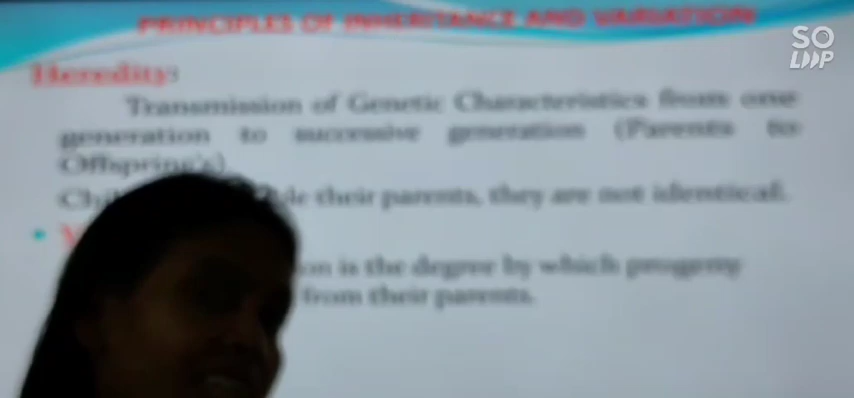 PRINCIPLES OF INHERITANCE AND VARIATION
SO
LOOP
Heredity:
Transmission of Genetic Characteristics from one
generation to successive generation (Parents to
Offspring's)
their parents, they are not identical.
is the degree by which progeny
from their parents.